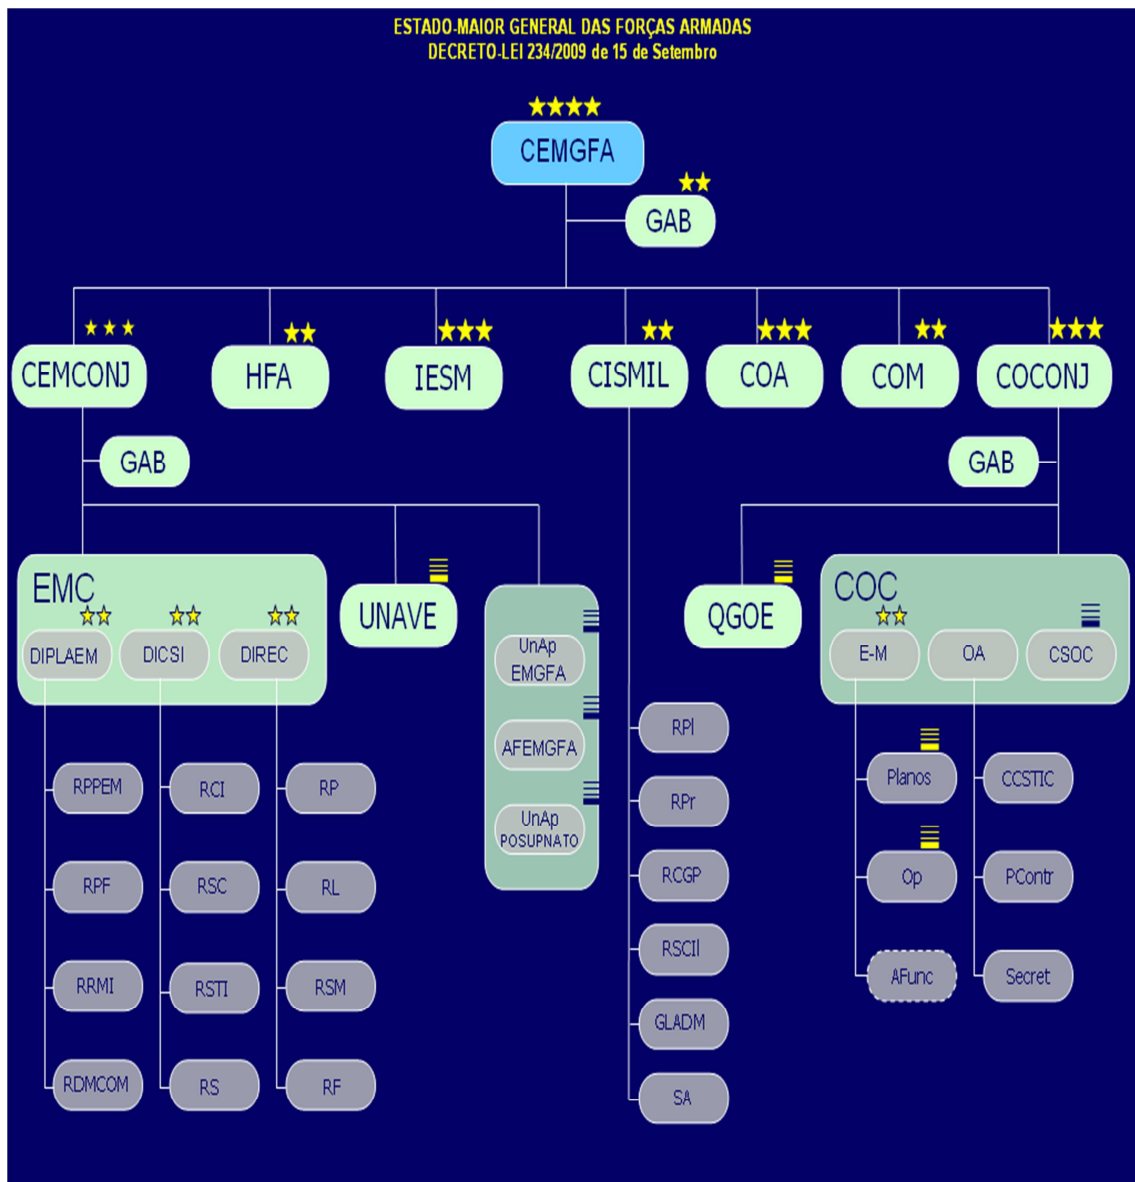 ESTADO-MAIOR GENERAL DAS FORÇAS ARMADAS
DECRETO-LEI 234/2009 de 15 de Setembro
CEMGFA
GAB
CEMCONJ
HFA
IESM
CISMIL
COA
COM
COCONJ
GAB
GAB
EMC
DIPLAEM
DICSI
DIREC
UNAVE
UnAp
EMGFA
AFEMGFA
UnAp
POSUPNATO
QGOE
COC
E-M
OA
CSOC
RPPEM
RCI
RP
RPF
RSC
RL
RRMI
RSTI
RSM
RDMCOM
RS
RF
RPl
RPr
RCGP
RSCIl
GLADM
SA
Planos
CCSTIC
Op
PContr
AFunc
Secret